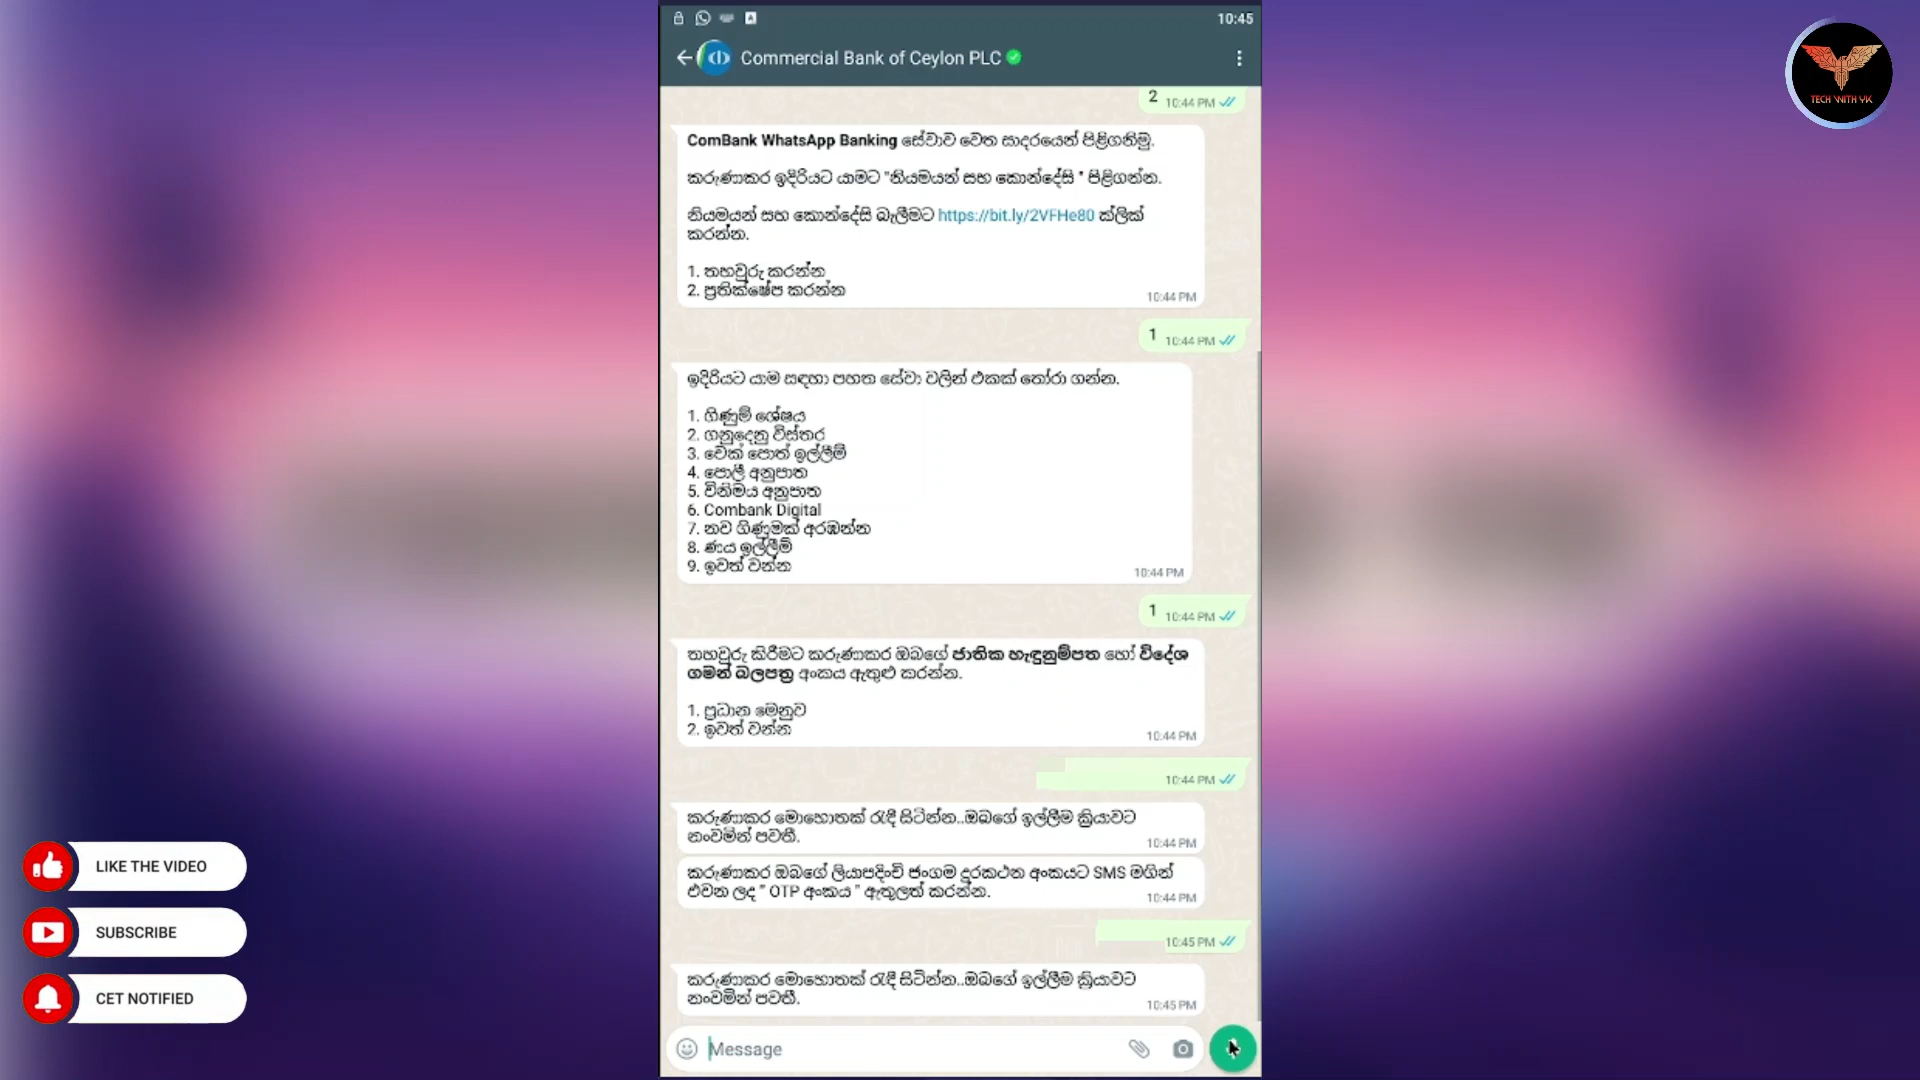 10:45
Commercial Bank of Ceylon PLC
TECH WITH YK
2 10:44 PM
ComBank WhatsApp Banking සේවාව වෙත සාදරයෙන් පිළිගනිමු.
කරුණාකර ඉදිරියට යාමට "නියමයන් සහ කොන්දේසි " පිළිගන්න.
නියමයන් සහ කොන්දේසි බැලීමට https://bit.ly/2VFHe80 ක්ලික්
කරන්න.
1. තහවුරු කරන්න
2. ප්‍රතික්ෂේප කරන්න
10:44 PM
1 10:44 PM
ඉදිරියට යාම සඳහා පහත සේවා වලින් එකක් තෝරා ගන්න.
1. ගිණුම් ශේෂය
2. ගනුදෙනු විස්තර
3. චෙක් පොත් ඉල්ලීම්
4. පොලී අනුපාත
5. විනිමය අනුපාත
6. Combank Digital
7. නව ගිණුමක් අරඹන්න
8. ණය ඉල්ලීම්
9. ඉවත් වන්න
10:44 PM
1 10:44 PM
තහවුරු කිරීමට කරුණාකර ඔබගේ ජාතික හැඳුනුම්පත හෝ විදේශ
ගමන් බලපත්‍ර අංකය ඇතුළු කරන්න.
1. ප්‍රධාන මෙනුව
2. ඉවත් වන්න
10:44 PM
10:44 PM
කරුණාකර මොහොතක් රැඳී සිටින්න..ඔබගේ ඉල්ලීම ක්‍රියාවට
නංවමින් පවතී.
10:44 PM
කරුණාකර ඔබගේ ලියාපදිංචි ජංගම දුරකථන අංකයට SMS මගින්
එවන ලද " OTP අංකය " ඇතුලත් කරන්න.
10:44 PM
10:45 PM
කරුණාකර මොහොතක් රැඳී සිටින්න..ඔබගේ ඉල්ලීම ක්‍රියාවට
නංවමින් පවතී.
10:45 PM
Message
LIKE THE VIDEO
SUBSCRIBE
CET NOTIFIED